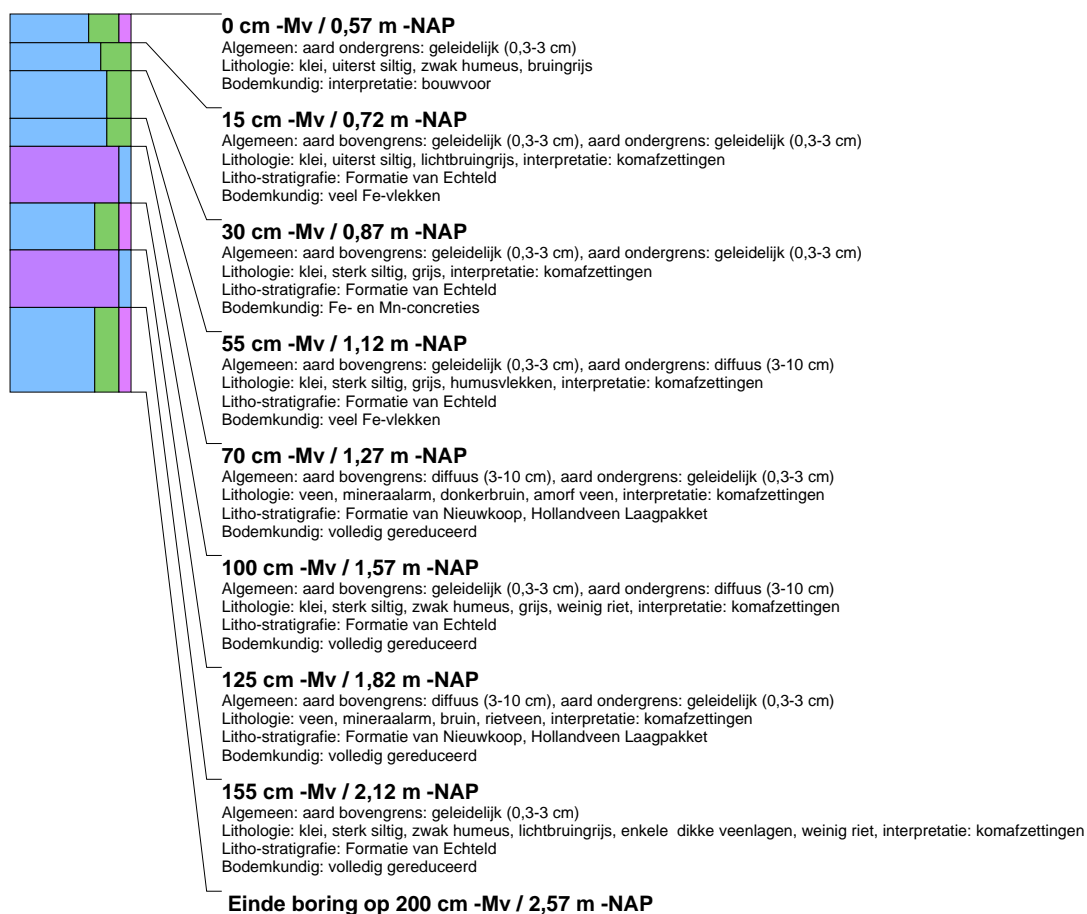 0 cm -Mv / 0,57 m -NAP
Algemeen: aard ondergrens: geleidelijk (0,3-3 cm)
Lithologie: klei, uiterst siltig, zwak humeus, bruingrijs
Bodemkundig: interpretatie: bouwvoor
15 cm -Mv / 0,72 m -NAP
Algemeen: aard bovengrens: geleidelijk (0,3-3 cm), aard ondergrens: geleidelijk (0,3-3 cm)
Lithologie: klei, uiterst siltig, lichtbruingrijs, interpretatie: komafzettingen
Litho-stratigrafie: Formatie van Echteld
Bodemkundig: veel Fe-vlekken
30 cm -Mv / 0,87 m -NAP
Algemeen: aard bovengrens: geleidelijk (0,3-3 cm), aard ondergrens: geleidelijk (0,3-3 cm)
Lithologie: klei, sterk siltig, grijs, interpretatie: komafzettingen
Litho-stratigrafie: Formatie van Echteld
Bodemkundig: Fe- en Mn-concreties
55 cm -Mv / 1,12 m -NAP
Algemeen: aard bovengrens: geleidelijk (0,3-3 cm), aard ondergrens: diffuus (3-10 cm)
Lithologie: klei, sterk siltig, grijs, humusvlekken, interpretatie: komafzettingen
Litho-stratigrafie: Formatie van Echteld
Bodemkundig: veel Fe-vlekken
70 cm -Mv / 1,27 m -NAP
Algemeen: aard bovengrens: diffuus (3-10 cm), aard ondergrens: geleidelijk (0,3-3 cm)
Lithologie: veen, mineraalarm, donkerbruin, amorf veen, interpretatie: komafzettingen
Litho-stratigrafie: Formatie van Nieuwkoop, Hollandveen Laagpakket
Bodemkundig: volledig gereduceerd
100 cm -Mv / 1,57 m -NAP
Algemeen: aard bovengrens: geleidelijk (0,3-3 cm), aard ondergrens: diffuus (3-10 cm)
Lithologie: klei, sterk siltig, zwak humeus, grijs, weinig riet, interpretatie: komafzettingen
Litho-stratigrafie: Formatie van Echteld
Bodemkundig: volledig gereduceerd
125 cm -Mv / 1,82 m -NAP
Algemeen: aard bovengrens: diffuus (3-10 cm), aard ondergrens: geleidelijk (0,3-3 cm)
Lithologie: veen, mineraalarm, bruin, rietveen, interpretatie: komafzettingen
Litho-stratigrafie: Formatie van Nieuwkoop, Hollandveen Laagpakket
Bodemkundig: volledig gereduceerd
155 cm -Mv / 2,12 m -NAP
Algemeen: aard bovengrens: geleidelijk (0,3-3 cm)
Lithologie: klei, sterk siltig, zwak humeus, lichtbruingrijs, enkele dikke veenlagen, weinig riet, interpretatie: komafzettingen
Litho-stratigrafie: Formatie van Echteld
Bodemkundig: volledig gereduceerd
Einde boring op 200 cm -Mv / 2,57 m -NAP